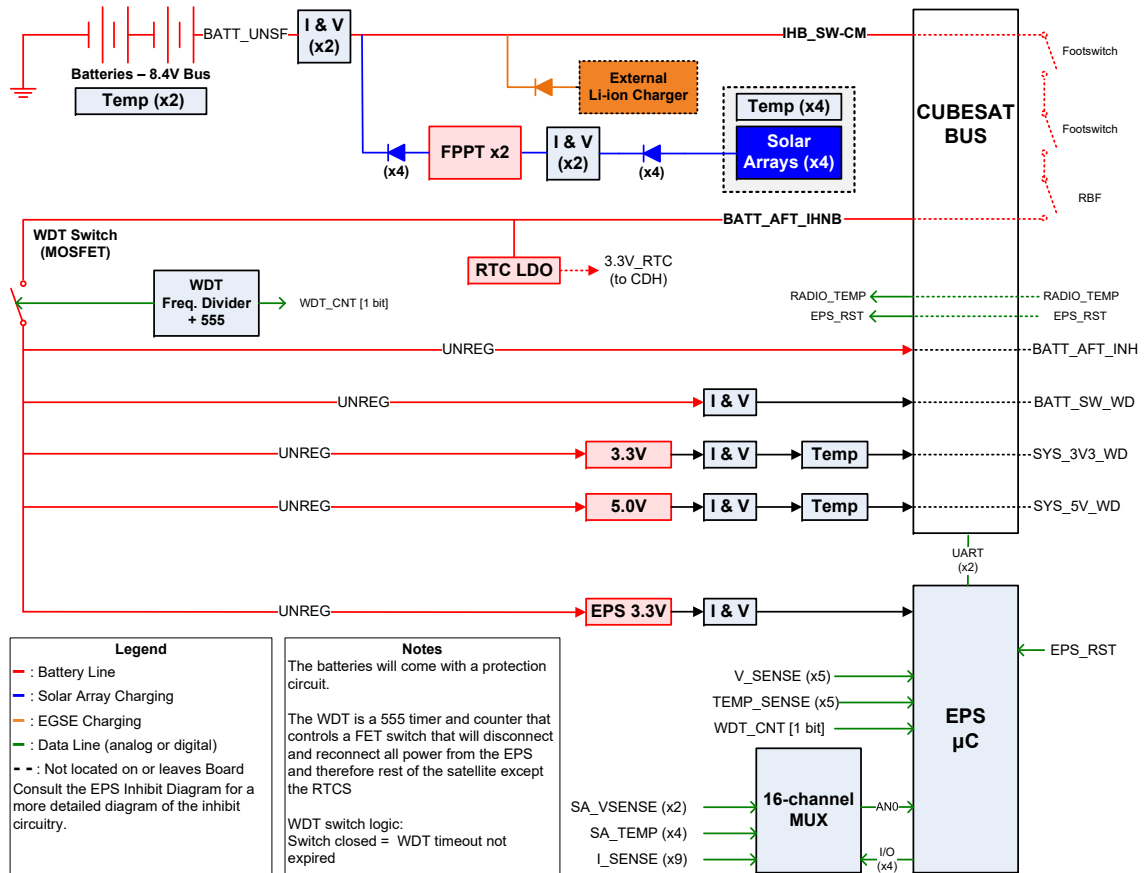 BATT_UNSF
I & V
(x2)
IHB_SW-CM
Batteries – 8.4V Bus
Temp (x2)
External
Li-ion Charger
Temp (x4)
Solar
Arrays (x4)
FPPT x2
I & V
(x2)
(x4)
(x4)
CUBESAT
BUS
Footswitch
Footswitch
RBF
BATT_AFT_IHNB
WDT Switch
(MOSFET)
RTC LDO
3.3V_RTC
(to CDH)
WDT
Freq. Divider
+ 555
WDT_CNT [1 bit]
RADIO_TEMP
RADIO_TEMP
EPS_RST
EPS_RST
UNREG
BATT_AFT_INH
UNREG
I & V
BATT_SW_WD
UNREG
3.3V
I & V
Temp
SYS_3V3_WD
UNREG
5.0V
I & V
Temp
SYS_5V_WD
UART
(x2)
UNREG
EPS 3.3V
I & V
EPS_RST
V_SENSE (x5)
TEMP_SENSE (x5)
WDT_CNT [1 bit]
EPS
µC
16-channel
MUX
AN0
I/O
(x4)
SA_VSENSE (x2)
SA_TEMP (x4)
I_SENSE (x9)
Legend
: Battery Line
: Solar Array Charging
: EGSE Charging
: Data Line (analog or digital)
: Not located on or leaves Board
Consult the EPS Inhibit Diagram for a
more detailed diagram of the inhibit
circuitry.
Notes
The batteries will come with a protection
circuit.
The WDT is a 555 timer and counter that
controls a FET switch that will disconnect
and reconnect all power from the EPS
and therefore rest of the satellite except
the RTCS
WDT switch logic:
Switch closed = WDT timeout not
expired